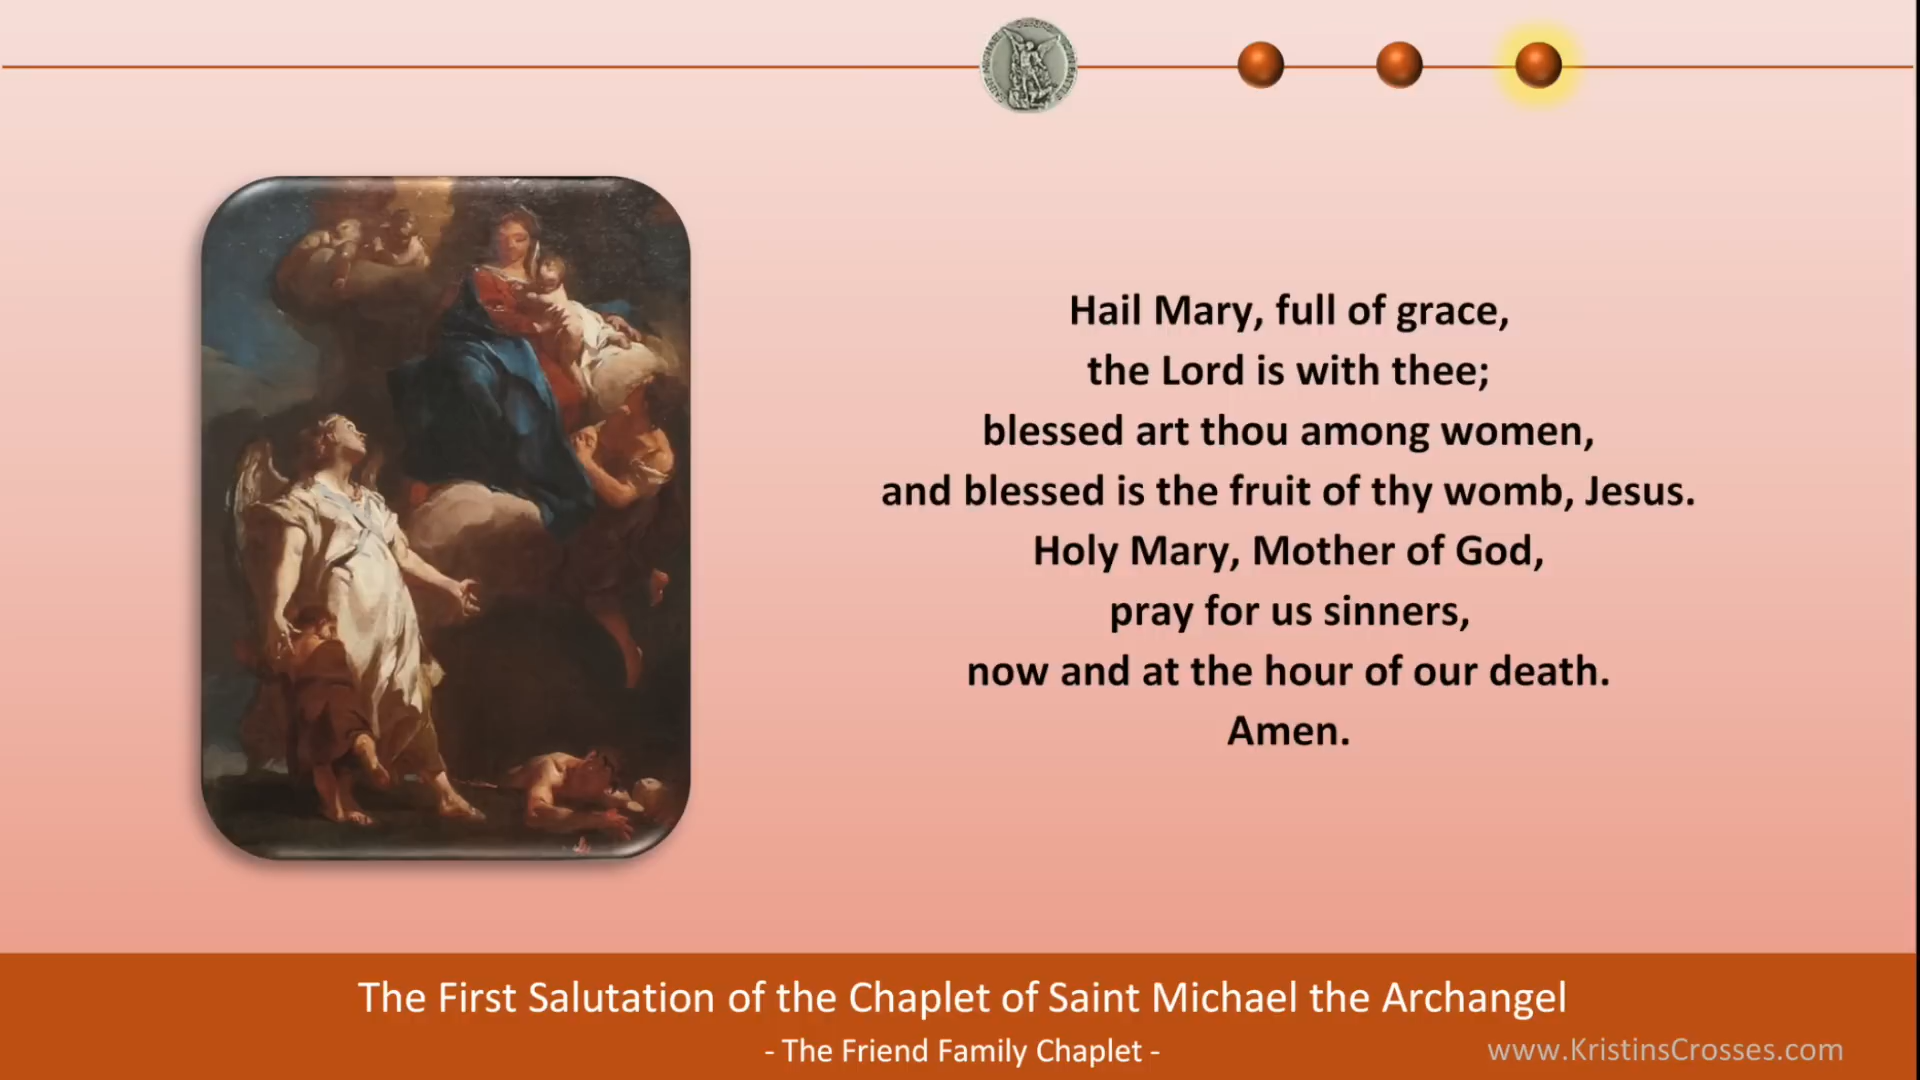 Hail Mary, full of grace,
the Lord is with thee;
blessed art thou among women,
and blessed is the fruit of thy womb, Jesus.
Holy Mary, Mother of God,
pray for us sinners,
now and at the hour of our death.
Amen.
The First Salutation of the Chaplet of Saint Michael the Archangel
- The Friend Family Chaplet -
www.KristinsCrosses.com